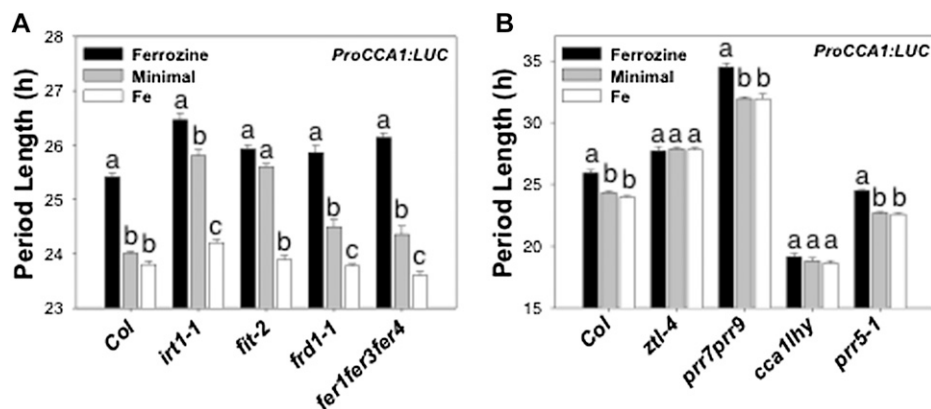 A
28
27
26
25
24
23
Period Length (h)
Ferrozine
Minimal
Fe
ProCCA1:LUC
a b b
a b c
a a b
a b c
a b c
Col
irt1-1
fit-2
frd1-1
fer1fer3fer4
B
35
30
25
20
15
Period Length (h)
Ferrozine
Minimal
Fe
ProCCA1:LUC
a b b
a a a
a b b
a a a
a b b
Col
ztl-4
prr7prr9
cca1lhy
prr5-1